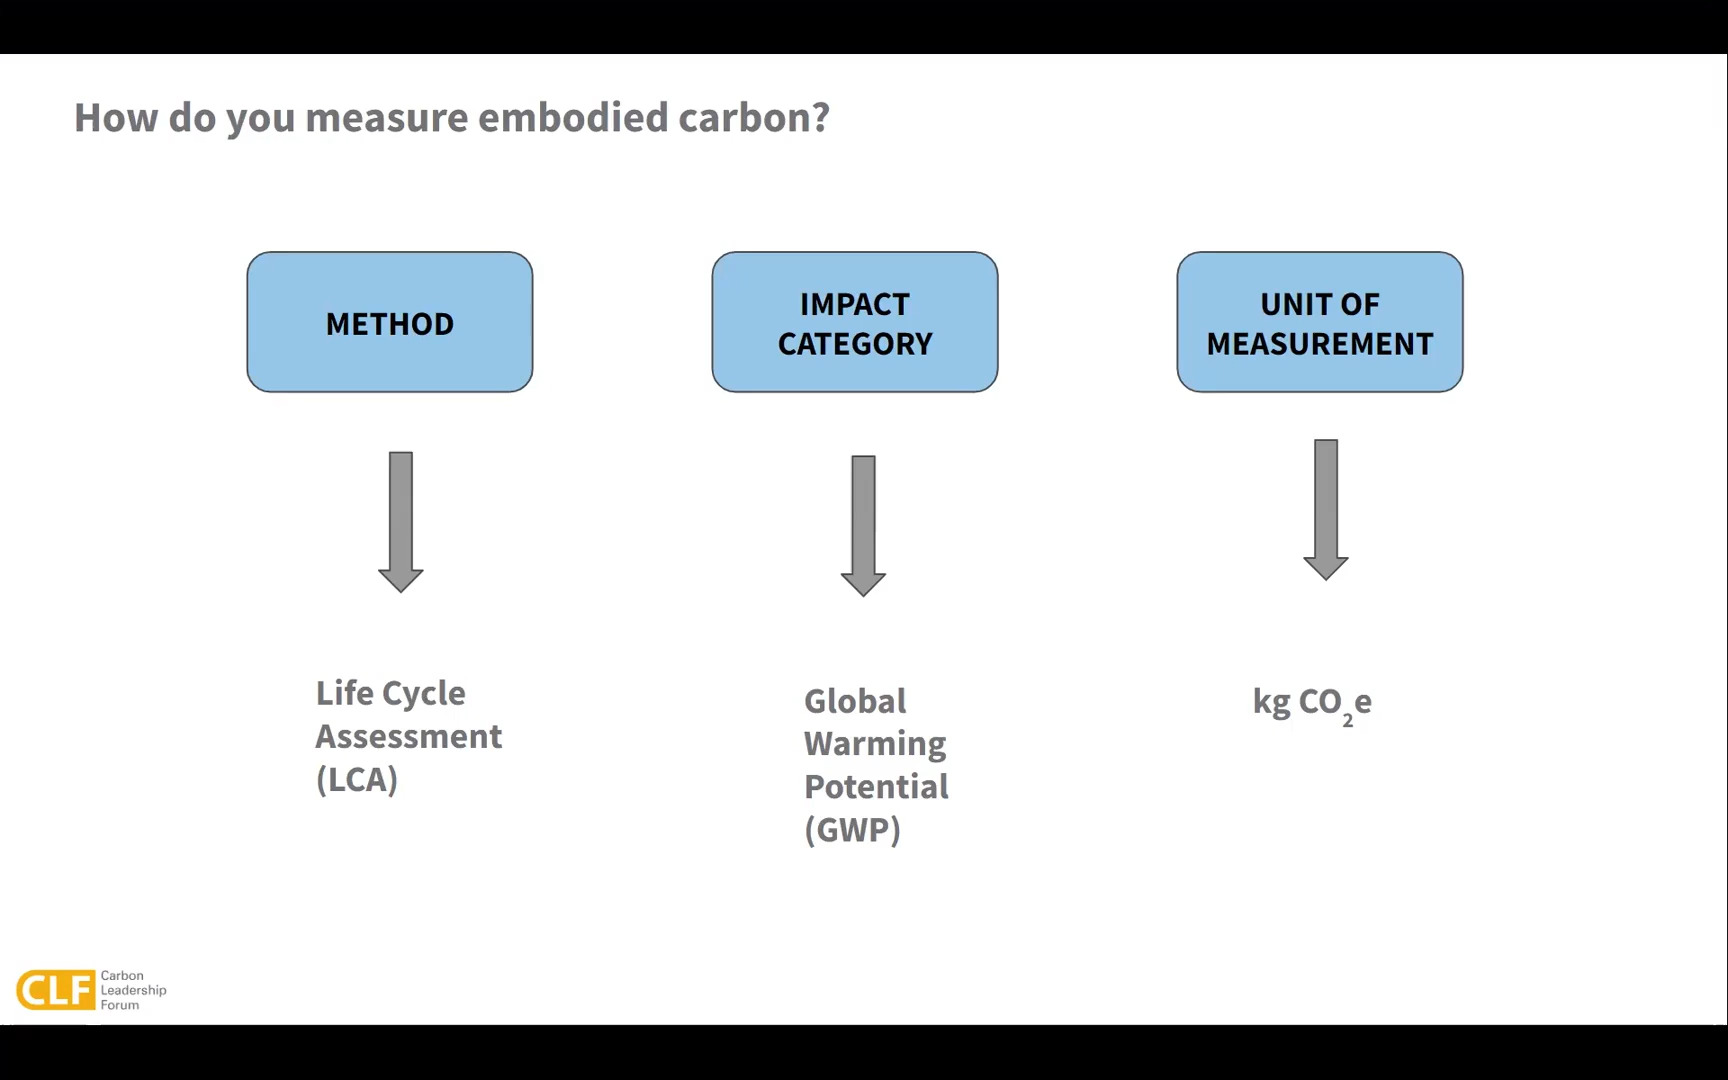 How do you measure embodied carbon?
METHOD
IMPACT
CATEGORY
UNIT OF
MEASUREMENT
Life Cycle
Assessment
(LCA)
Global
Warming
Potential
(GWP)
kg CO₂e
CLF
Carbon
Leadership
Forum